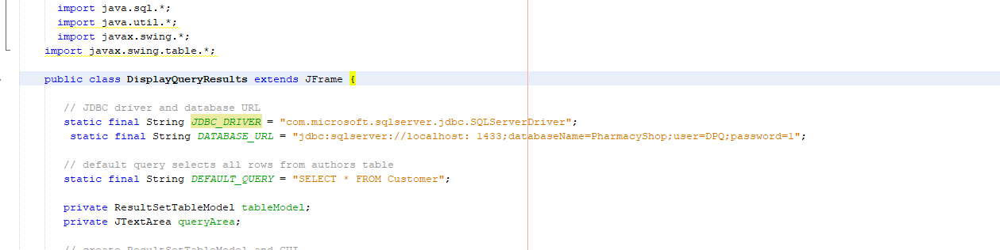 import java.sql.*;
import java.util.*;
import javax.swing.*;
import javax.swing.table.*;
public class DisplayQueryResults extends JFrame {
// JDBC driver and database URL
static final String JDBC_DRIVER = "com.microsoft.sqlserver.jdbc.SQLServerDriver";
static final String DATABASE_URL = "jdbc:sqlserver://localhost: 1433;databaseName=PharmacyShop;user=DPQ;password=1";
// default query selects all rows from authors table
static final String DEFAULT_QUERY = "SELECT * FROM Customer";
private ResultSetTableModel tableModel;
private JTextArea queryArea;
// create ResultSetTableModel and GUI